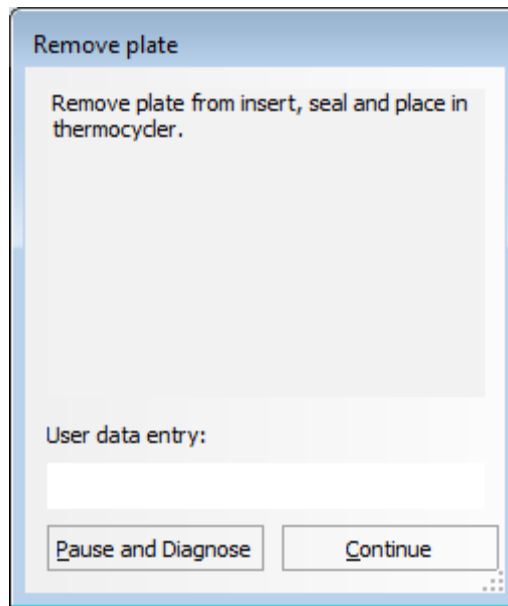 Remove plate
Remove plate from insert, seal and place in
thermocycler.
User data entry:
Pause and Diagnose
Continue